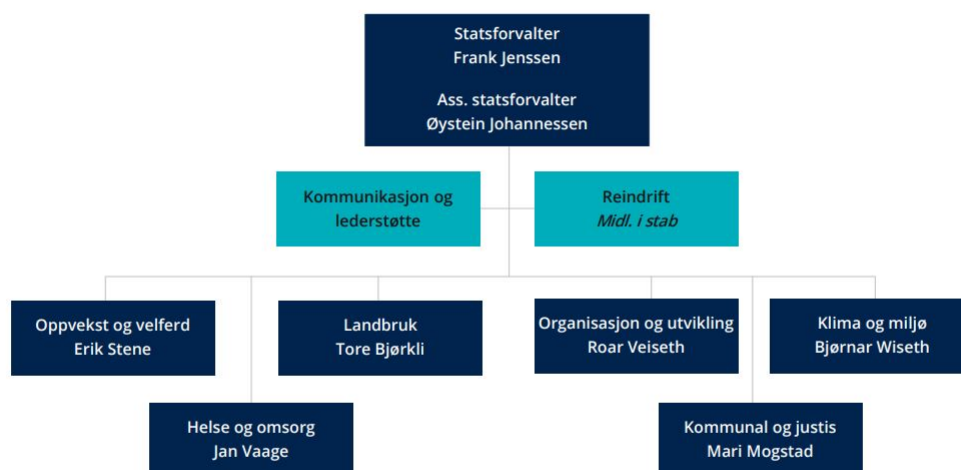 Statsforvalter
Frank Jenssen
Ass. statsforvalter
Øystein Johannessen
Kommunikasjon og
lederstøtte
Reindrift
Midl. i stab
Oppvekst og velferd
Erik Stene
Landbruk
Tore Bjørkli
Organisasjon og utvikling
Roar Veiseth
Klima og miljø
Bjørnar Wiseth
Helse og omsorg
Jan Vaage
Kommunal og justis
Mari Mogstad